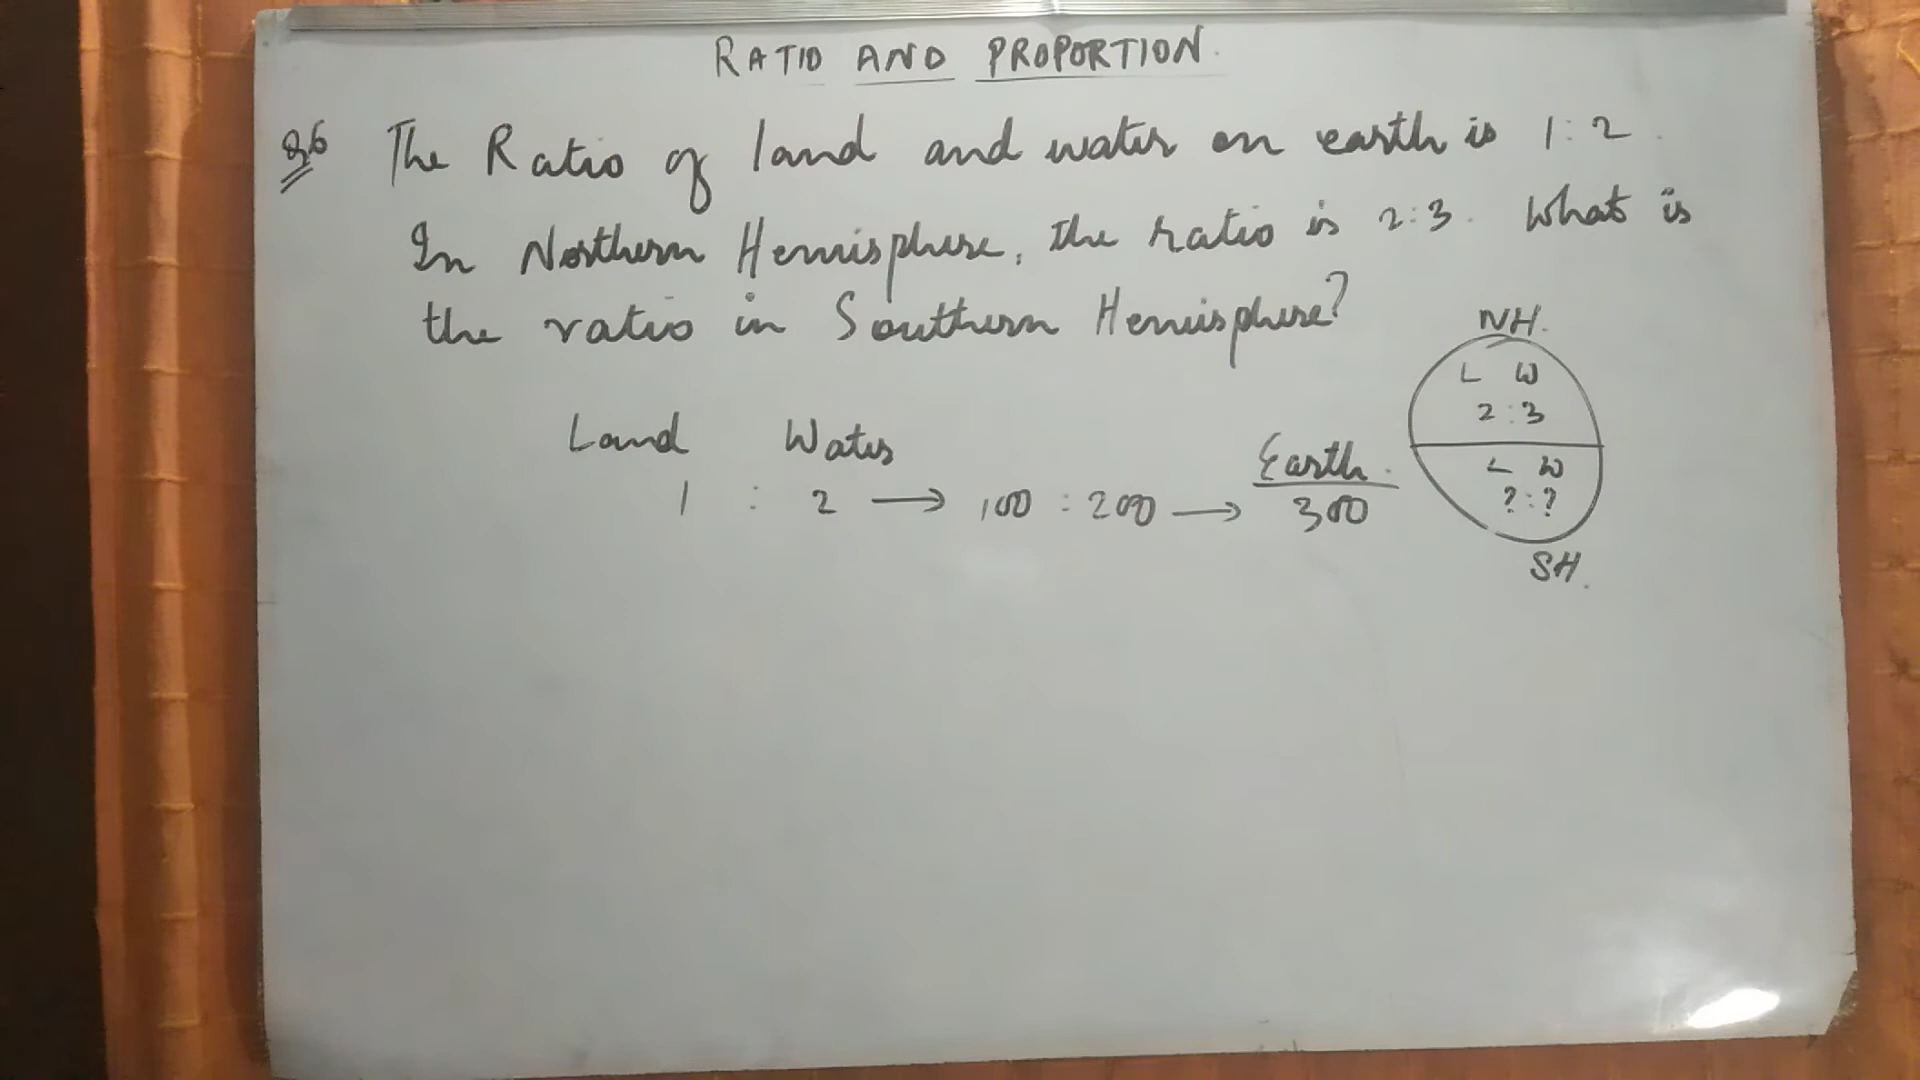 RATIO AND PROPORTION.
Q6 The Ratio of land and water on earth is 1:2.
In Northern Hemisphere, the ratio is 2:3. What is
the ratio in Southern Hemisphere?
NH.
L W
2:3
Land Water
Earth.
L W
1 : 2 → 100 : 200 → 300
?:?
SH.